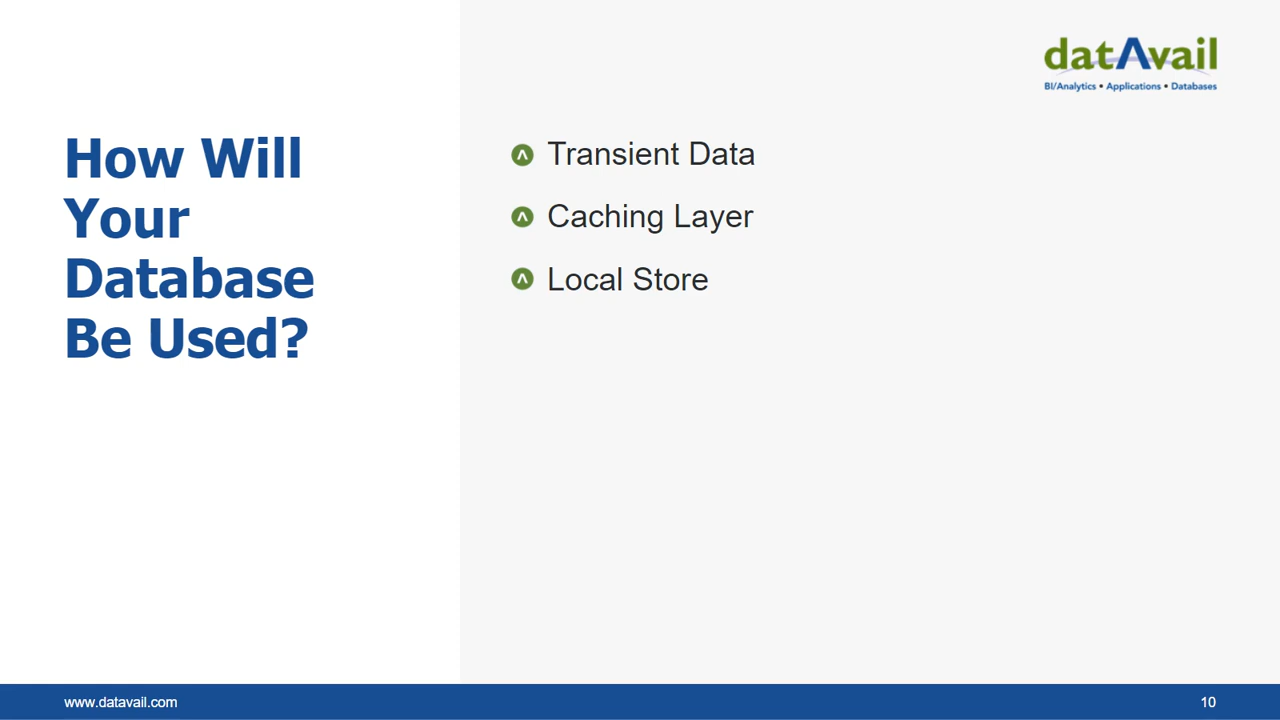 datAvail
BI/Analytics • Applications • Databases
How Will
Your
Database
Be Used?
Transient Data
Caching Layer
Local Store
www.datavail.com
10